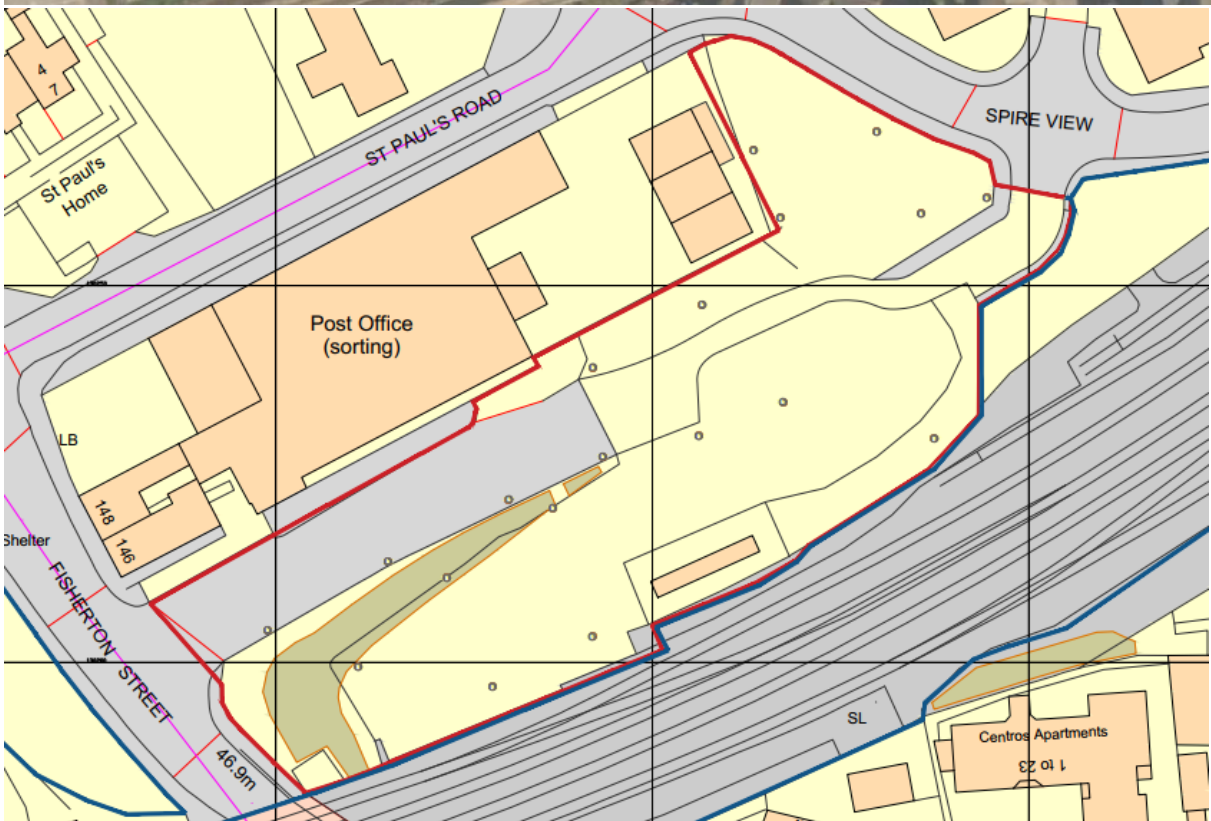 4
7
ST PAUL'S ROAD
SPIRE VIEW
St Paul's
Home
Post Office
(sorting)
LB
148
146
Shelter
FISHERTON STREET
46.9m
SL
Centros Apartments
1 to 23